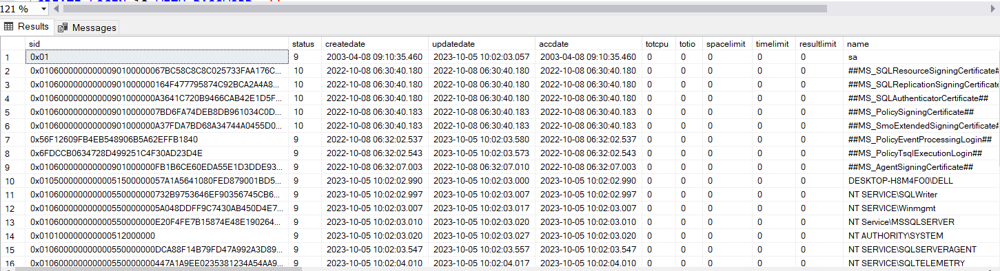 121 %
Results Messages
sid status createdate updatedate accdate totcpu totio spacelimit timelimit resultlimit name
1 0x01 9 2003-04-08 09:10:35.460 2023-10-05 10:02:03.057 2003-04-08 09:10:35.460 0 0 0 0 0 sa
2 0x01060000000000090100000067BC58C8C8C025733FAA176C... 10 2022-10-08 06:30:40.180 2022-10-08 06:30:40.180 2022-10-08 06:30:40.180 0 0 0 0 0 ##MS_SQLResourceSigningCertificate#
3 0x010600000000000901000000164F477795874C92BCA2A4A8... 10 2022-10-08 06:30:40.180 2022-10-08 06:30:40.180 2022-10-08 06:30:40.180 0 0 0 0 0 ##MS_SQLReplicationSigningCertificate
4 0x010600000000000901000000A3641C720B9466CAB42E1D5F... 10 2022-10-08 06:30:40.180 2022-10-08 06:30:40.180 2022-10-08 06:30:40.180 0 0 0 0 0 ##MS_SQLAuthenticatorCertificate##
5 0x0106000000000009010000007BD6FA74DEB8DB961034C0D... 10 2022-10-08 06:30:40.183 2022-10-08 06:30:40.183 2022-10-08 06:30:40.183 0 0 0 0 0 ##MS_PolicySigningCertificate##
6 0x010600000000000901000000A37FDA7BD68A34744A0455D0... 10 2022-10-08 06:30:40.183 2022-10-08 06:30:40.183 2022-10-08 06:30:40.183 0 0 0 0 0 ##MS_SmoExtendedSigningCertificate#
7 0x56F12609FB4EB548906B5A62EFFB1840 9 2022-10-08 06:32:02.537 2023-10-05 10:02:03.580 2022-10-08 06:32:02.537 0 0 0 0 0 ##MS_PolicyEventProcessingLogin##
8 0x6FDCCB0634728D499251C4F30AD23D4E 9 2022-10-08 06:32:02.543 2023-10-05 10:02:03.573 2022-10-08 06:32:02.543 0 0 0 0 0 ##MS_PolicyTsqlExecutionLogin##
9 0x010600000000000901000000FB1B6CE60EDA55E1D3DDE93... 9 2022-10-08 06:32:07.003 2022-10-08 06:32:07.010 2022-10-08 06:32:07.003 0 0 0 0 0 ##MS_AgentSigningCertificate##
10 0x01050000000000051500000057A1A5641080FED879001BD5... 9 2023-10-05 10:02:02.990 2023-10-05 10:02:03.000 2023-10-05 10:02:02.990 0 0 0 0 0 DESKTOP-H8M4FO0\DELL
11 0x010600000000000550000000732B9753646EF90356745CB6... 9 2023-10-05 10:02:02.997 2023-10-05 10:02:03.007 2023-10-05 10:02:02.997 0 0 0 0 0 NT SERVICE\SQLWriter
12 0x0106000000000005500000005A048DDFF9C7430AB450D4E7... 9 2023-10-05 10:02:03.007 2023-10-05 10:02:03.017 2023-10-05 10:02:03.007 0 0 0 0 0 NT SERVICE\Winmgmt
13 0x010600000000000550000000E20F4FE7B15874E48E190264... 9 2023-10-05 10:02:03.010 2023-10-05 10:02:03.020 2023-10-05 10:02:03.010 0 0 0 0 0 NT Service\MSSQLSERVER
14 0x010100000000000512000000 9 2023-10-05 10:02:03.020 2023-10-05 10:02:03.027 2023-10-05 10:02:03.020 0 0 0 0 0 NT AUTHORITY\SYSTEM
15 0x010600000000000550000000DCA88F14B79FD47A992A3D89... 9 2023-10-05 10:02:03.547 2023-10-05 10:02:03.557 2023-10-05 10:02:03.547 0 0 0 0 0 NT SERVICE\SQLSERVERAGENT
16 0x010600000000000550000000447A1A9EE0235381234A54AA9... 9 2023-10-05 10:02:04.010 2023-10-05 10:02:04.017 2023-10-05 10:02:04.010 0 0 0 0 0 NT SERVICE\SQLTELEMETRY